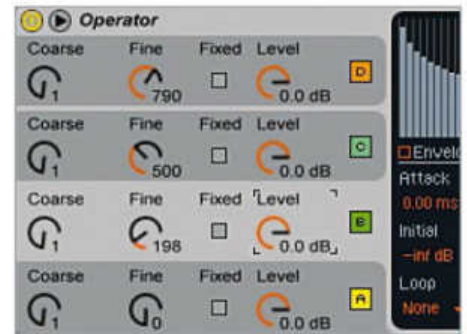 Operator
Coarse Fine Fixed Level
1 790 0.0 dB D
Coarse Fine Fixed Level
1 500 0.0 dB C
Envelo
Attack
Coarse Fine Fixed Level
0.00 ms
1 198 0.0 dB B
Initial
-inf dB
Coarse Fine Fixed Level
Loop
1 0 0.0 dB A
None